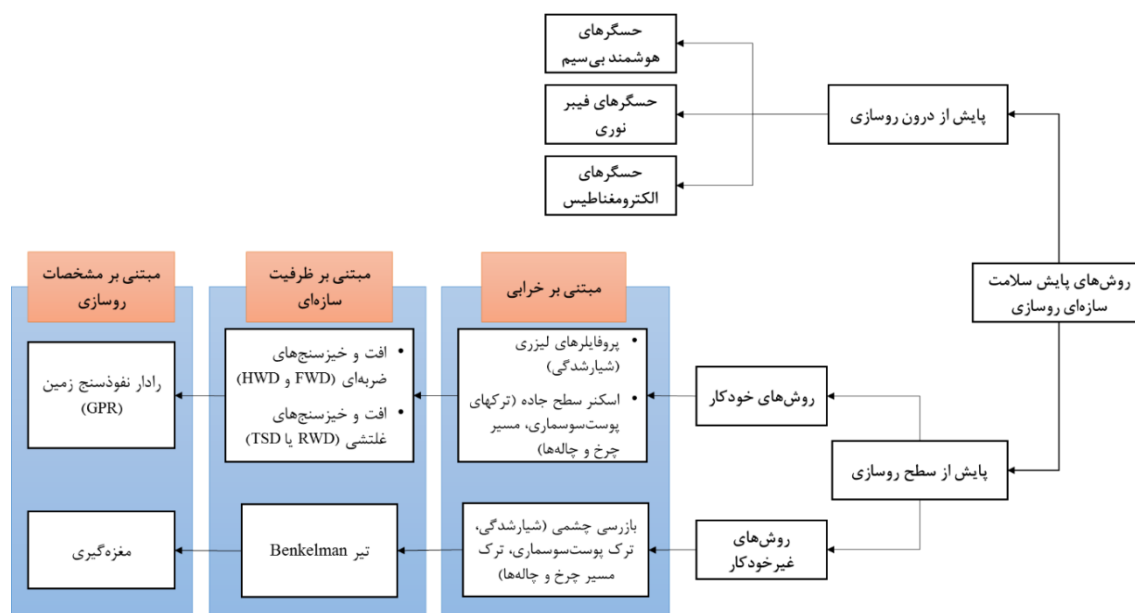 حسگرهای
هوشمند بی‌سیم
حسگرهای فیبر
نوری
پایش از درون روسازی
حسگرهای
الکترومغناطیس
روش‌های پایش سلامت
سازه‌ای روسازی
مبتنی بر خرابی
مبتنی بر ظرفیت
سازه‌ای
مبتنی بر مشخصات
روسازی
روش‌های خودکار
• پروفایلرهای لیزری
(شیارشدگی)
• اسکنر سطح جاده (ترکهای
پوست‌سوسماری، مسیر
چرخ و چاله‌ها)
• افت و خیزسنج‌های
ضربه‌ای (FWD و HWD)
• افت و خیزسنج‌های
غلتشی (RWD یا TSD)
رادار نفوذسنج زمین
(GPR)
پایش از سطح روسازی
روش‌های
غیرخودکار
بازرسی چشمی (شیارشدگی،
ترک پوست‌سوسماری، ترک
مسیر چرخ و چاله‌ها)
تیر Benkelman
مغزه‌گیری